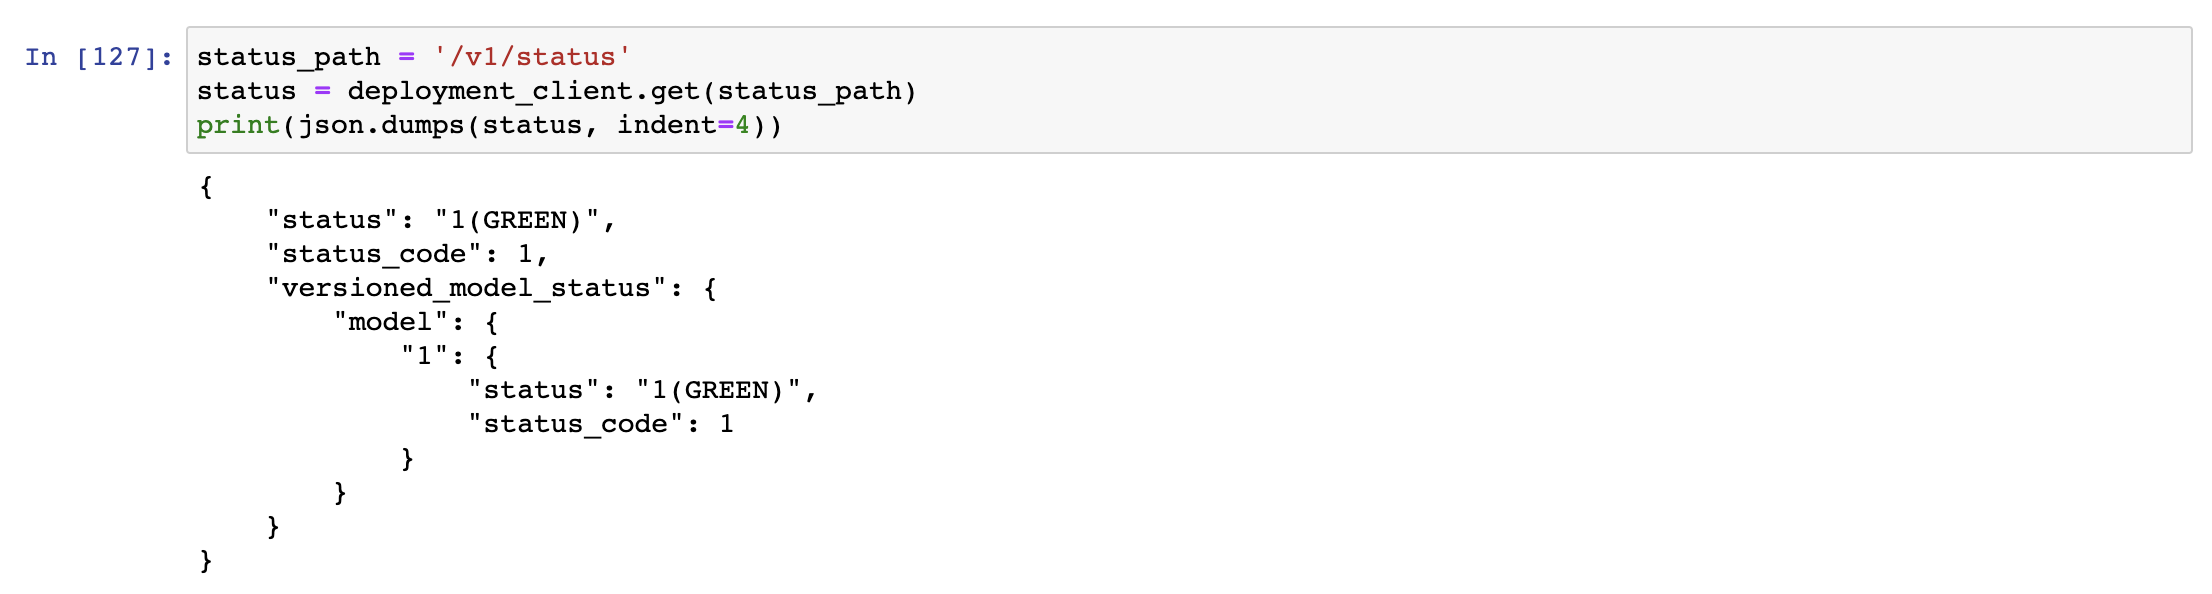 In [127]: status_path = '/v1/status'
status = deployment_client.get(status_path)
print(json.dumps(status, indent=4))
{
    "status": "1(GREEN)",
    "status_code": 1,
    "versioned_model_status": {
        "model": {
            "1": {
                "status": "1(GREEN)",
                "status_code": 1
            }
        }
    }
}